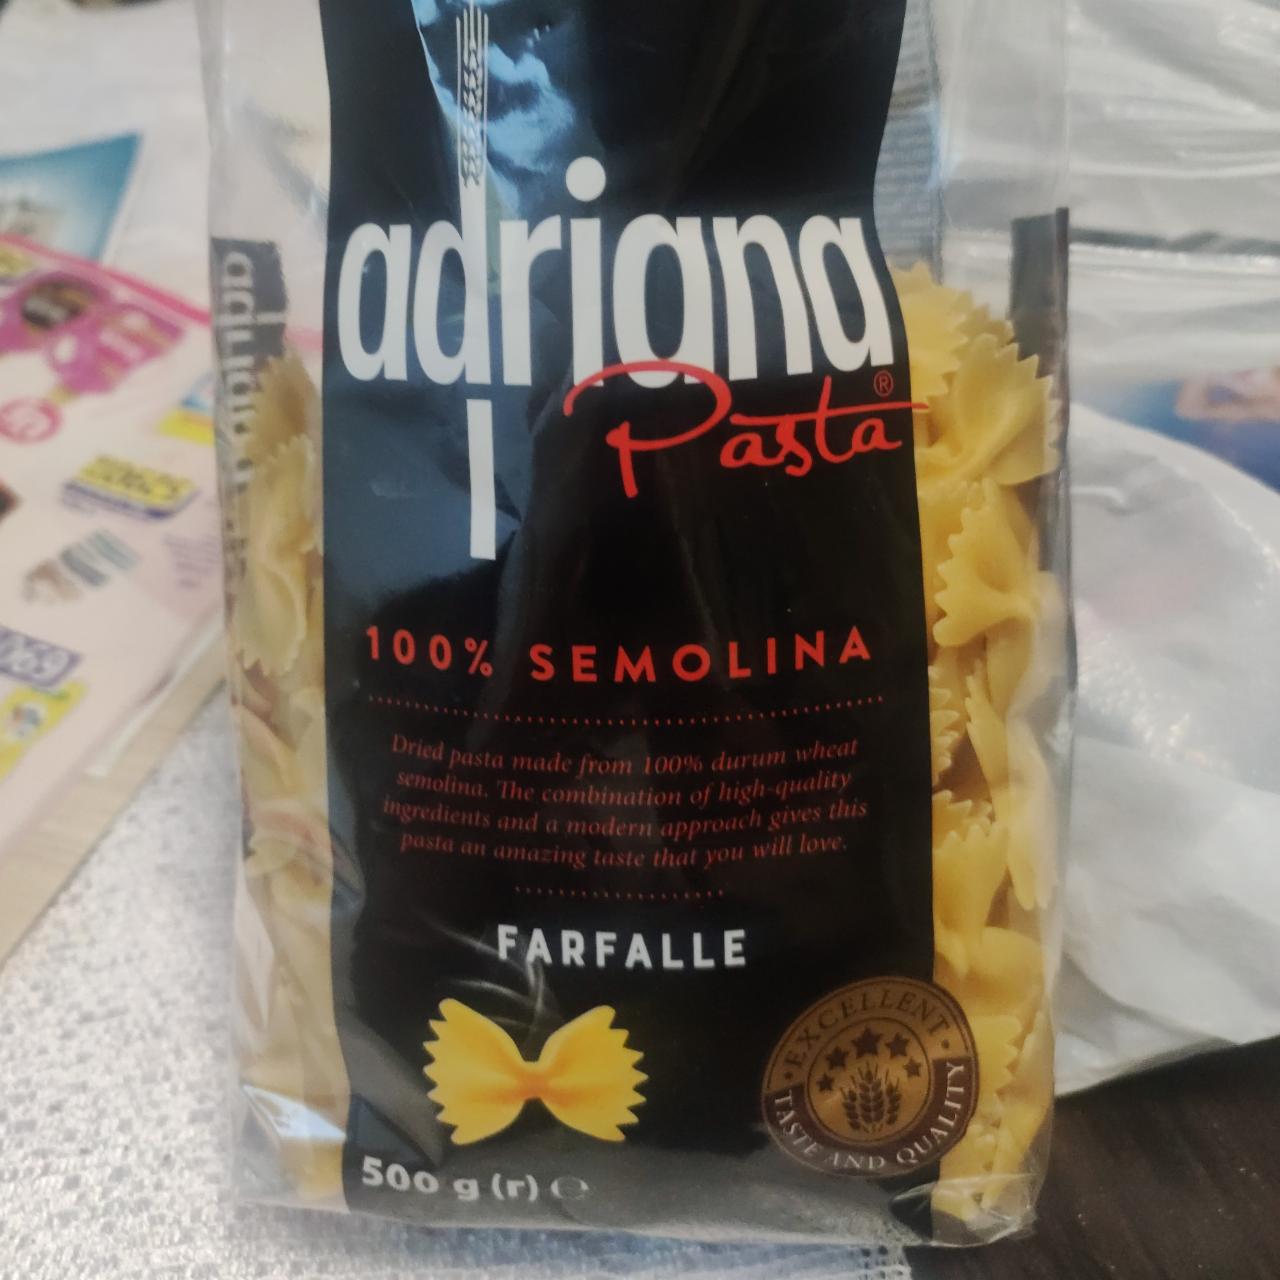 adriana
Pasta®
100% SEMOLINA
Dried pasta made from 100% durum wheat
semolina. The combination of high-quality
ingredients and a modern approach gives this
pasta an amazing taste that you will love.
FARFALLE
EXCELLENT
TASTE AND QUALITY
500 g (r) ℮